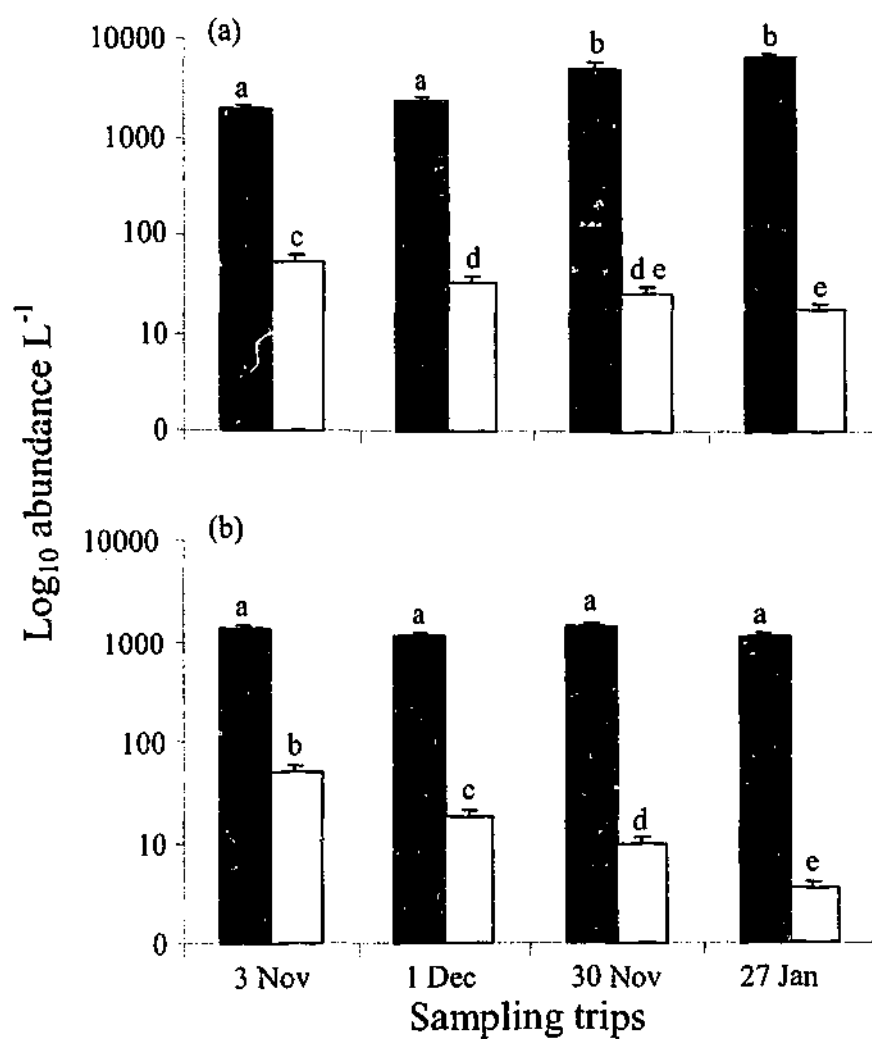 (a)
10000
1000
100
10
0
a
c
a
d
b
d e
b
e
(b)
10000
1000
100
10
0
a
b
a
c
a
d
a
e
3 Nov
1 Dec
30 Nov
27 Jan
Sampling trips
Log10 abundance L-1